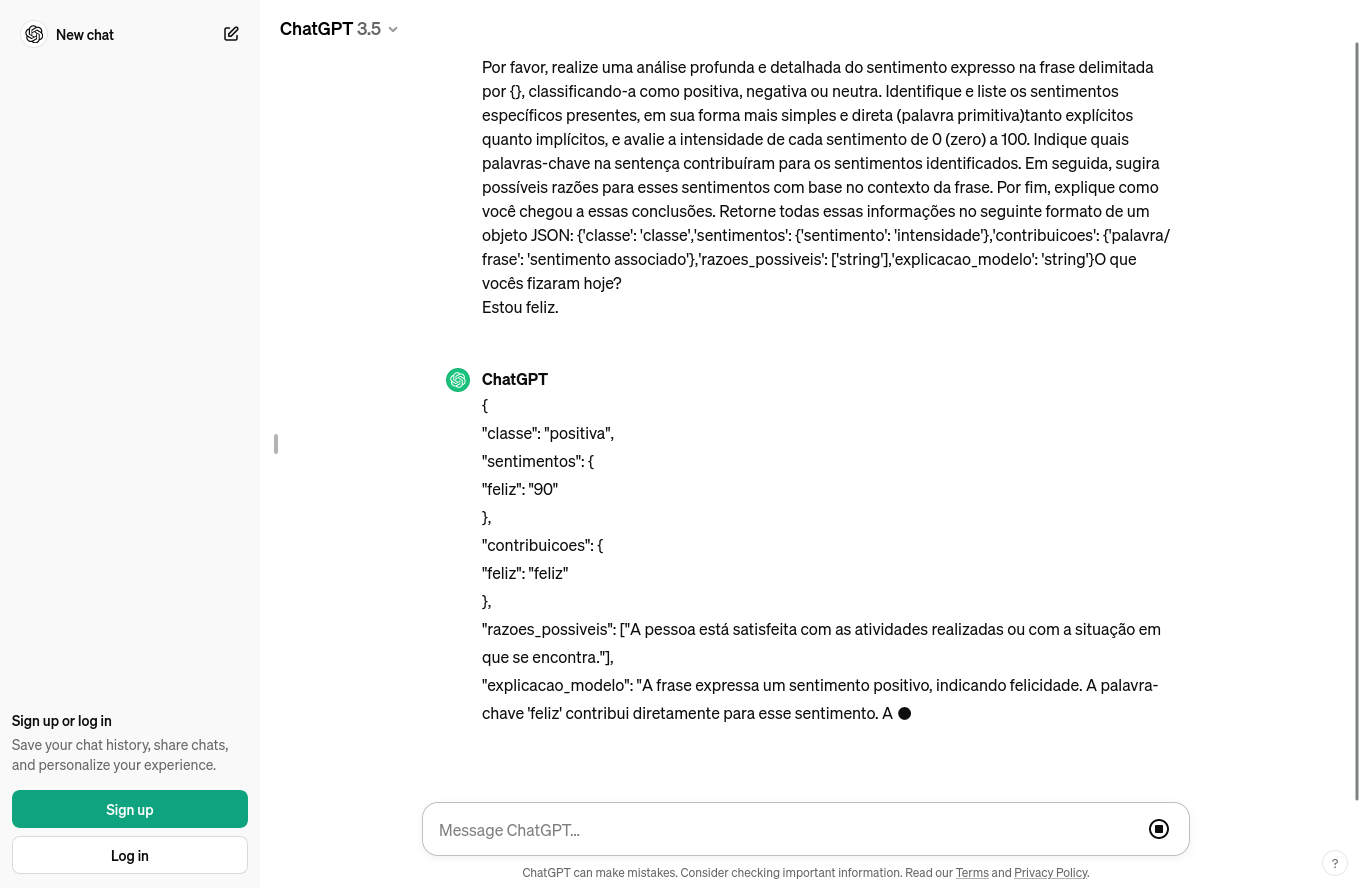 New chat
ChatGPT 3.5
Por favor, realize uma análise profunda e detalhada do sentimento expresso na frase delimitada
por {}, classificando-a como positiva, negativa ou neutra. Identifique e liste os sentimentos
específicos presentes, em sua forma mais simples e direta (palavra primitiva)tanto explícitos
quanto implícitos, e avalie a intensidade de cada sentimento de 0 (zero) a 100. Indique quais
palavras-chave na sentença contribuíram para os sentimentos identificados. Em seguida, sugira
possíveis razões para esses sentimentos com base no contexto da frase. Por fim, explique como
você chegou a essas conclusões. Retorne todas essas informações no seguinte formato de um
objeto JSON: {'classe': 'classe','sentimentos': {'sentimento': 'intensidade'},'contribuicoes': {'palavra/
frase': 'sentimento associado'},'razoes_possiveis': ['string'],'explicacao_modelo': 'string'}O que
vocês fizaram hoje?
Estou feliz.
ChatGPT
{
"classe": "positiva",
"sentimentos": {
"feliz": "90"
},
"contribuicoes": {
"feliz": "feliz"
},
"razoes_possiveis": ["A pessoa está satisfeita com as atividades realizadas ou com a situação em
que se encontra."],
"explicacao_modelo": "A frase expressa um sentimento positivo, indicando felicidade. A palavra-
chave 'feliz' contribui diretamente para esse sentimento. A
Sign up or log in
Save your chat history, share chats,
and personalize your experience.
Sign up
Log in
Message ChatGPT...
ChatGPT can make mistakes. Consider checking important information. Read our Terms and Privacy Policy.
?